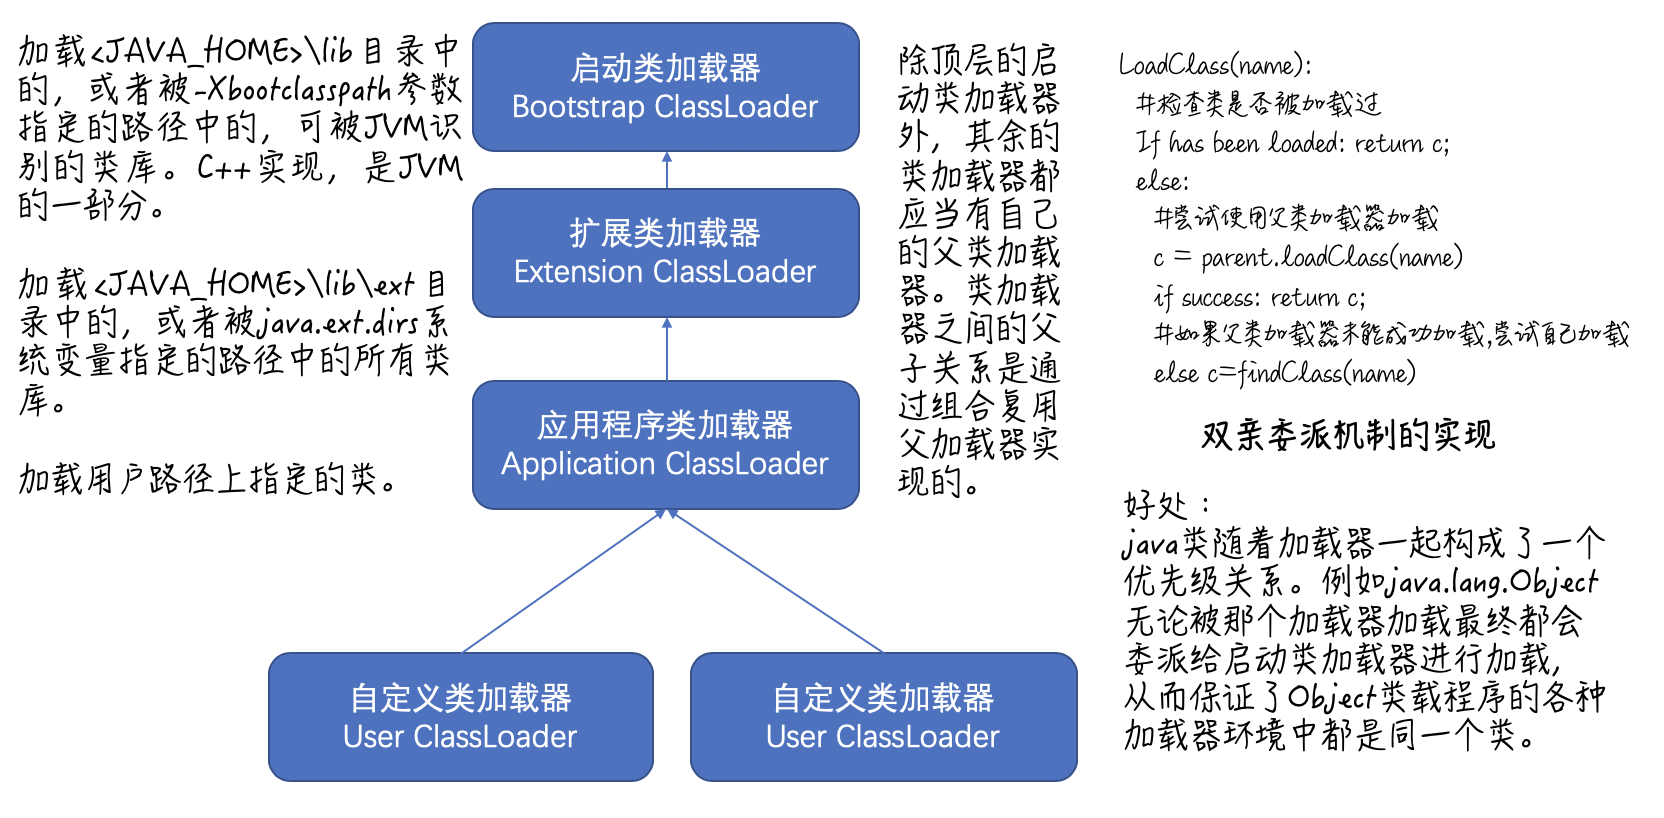 加载<JAVA_HOME>\lib目录中
的，或者被-Xbootclasspath参数
指定的路径中的，可被JVM识
别的类库。C++实现，是JVM
的一部分。
加载<JAVA_HOME>\lib\ext目
录中的，或者被java.ext.dirs系
统变量指定的路径中的所有类
库。
加载用户路径上指定的类。
启动类加载器
Bootstrap ClassLoader
扩展类加载器
Extension ClassLoader
应用程序类加载器
Application ClassLoader
自定义类加载器
User ClassLoader
自定义类加载器
User ClassLoader
除顶层的启
动类加载器
外，其余的
类加载器都
应当有自己
的父类加载
器。类加载
器之间的父
子关系是通
过组合复用
父加载器实
现的。
LoadClass(name):
#检查类是否被加载过
If has been loaded: return c;
else:
#尝试使用父类加载器加载
c = parent.loadClass(name)
if success: return c;
#如果父类加载器未能成功加载,尝试自己加载
else c=findClass(name)
双亲委派机制的实现
好处：
java类随着加载器一起构成了一个
优先级关系。例如java.lang.Object
无论被那个加载器加载最终都会
委派给启动类加载器进行加载，
从而保证了Object类载程序的各种
加载器环境中都是同一个类。